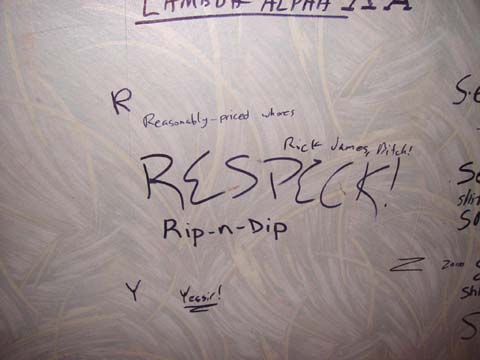 LAMBDA ALPHA
R
Reasonably-priced whores
Rick James, Bitch!
RESPECK!
Rip-n-Dip
Z
Y Yessir!